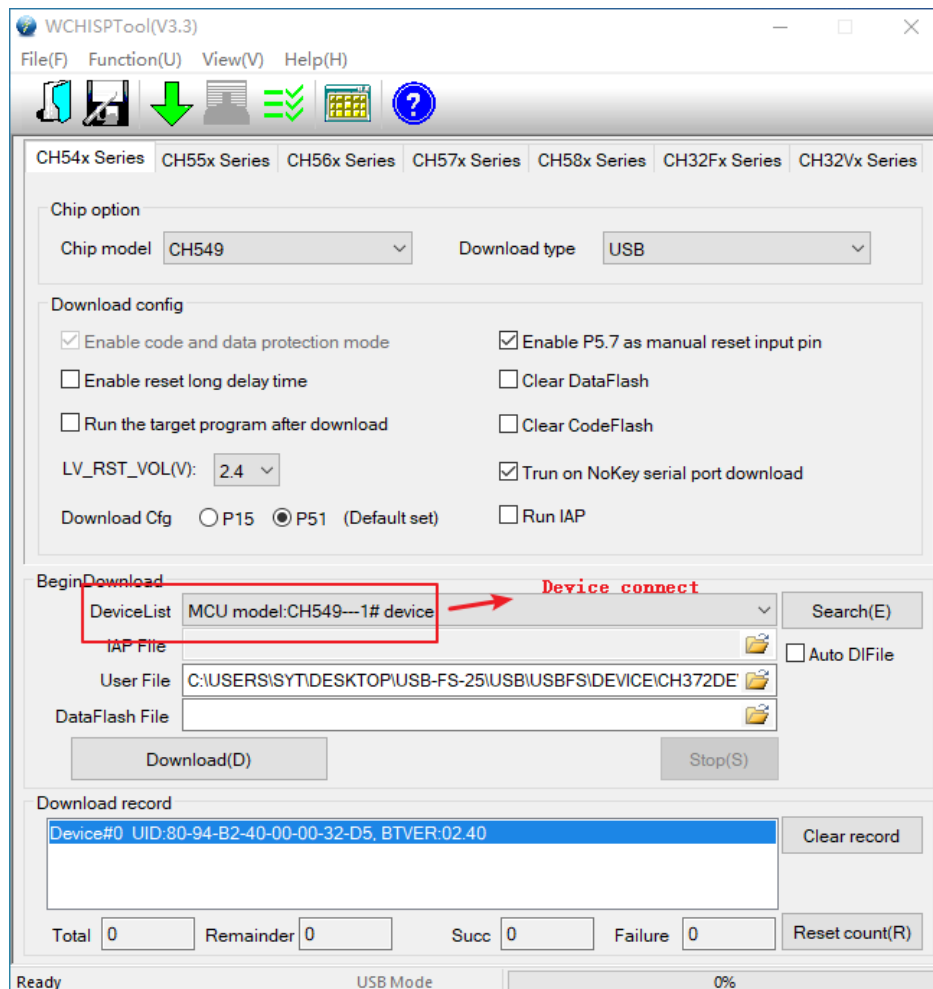 WCHISPTool(V3.3)
File(F) Function(U) View(V) Help(H)
CH54x Series CH55x Series CH56x Series CH57x Series CH58x Series CH32Fx Series CH32Vx Series
Chip option
Chip model CH549 Download type USB
Download config
Enable code and data protection mode Enable P5.7 as manual reset input pin
Enable reset long delay time Clear DataFlash
Run the target program after download Clear CodeFlash
LV_RST_VOL(V): 2.4 Trun on NoKey serial port download
Download Cfg P15 P51 (Default set) Run IAP
BeginDownload Device connect
DeviceList MCU model:CH549---1# device Search(E)
IAP File Auto DlFile
User File C:\USERS\SYT\DESKTOP\USB-FS-25\USB\USBFS\DEVICE\CH372DE
DataFlash File
Download(D) Stop(S)
Download record
Device#0 UID:80-94-B2-40-00-00-32-D5, BTVER:02.40 Clear record
Total 0 Remainder 0 Succ 0 Failure 0 Reset count(R)
Ready USB Mode 0%